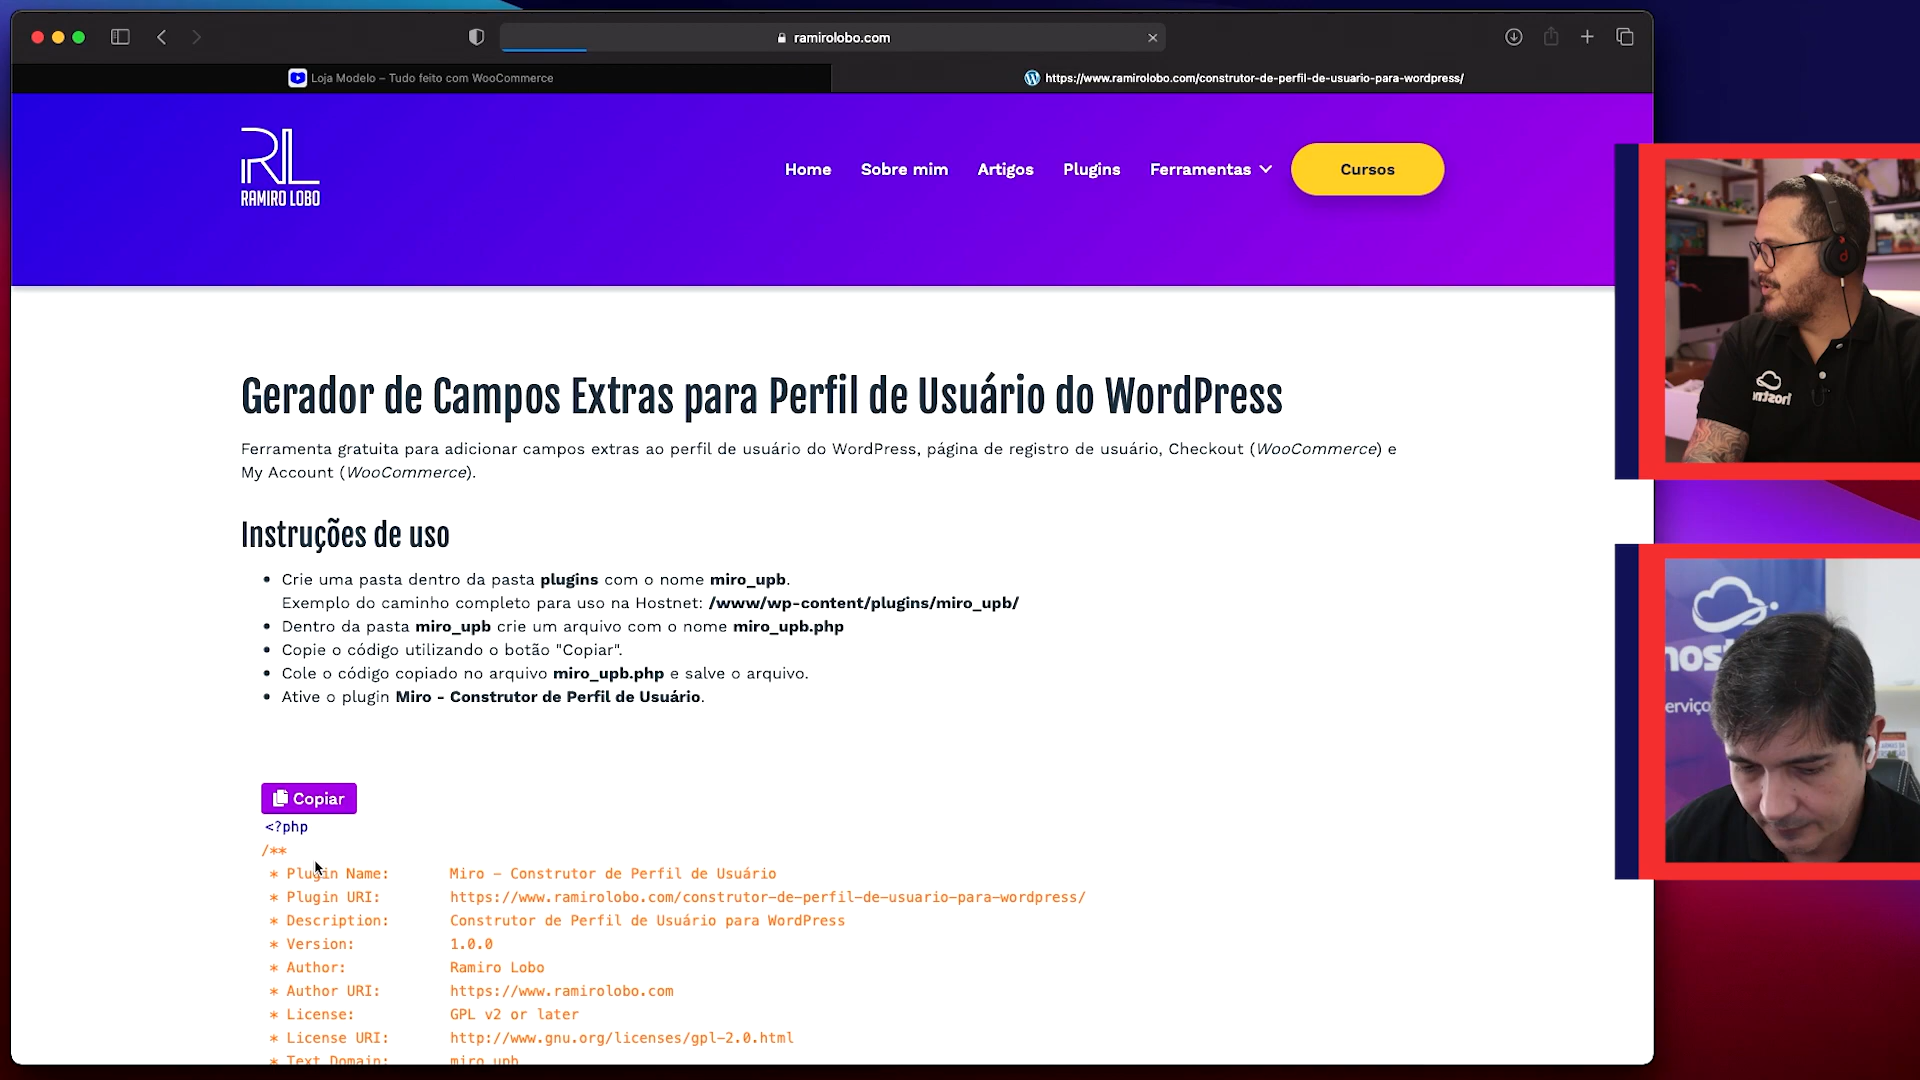 ramirolobo.com
Loja Modelo – Tudo feito com WooCommerce
https://www.ramirolobo.com/construtor-de-perfil-de-usuario-para-wordpress/
RL
RAMIRO LOBO
Home
Sobre mim
Artigos
Plugins
Ferramentas
Cursos
Gerador de Campos Extras para Perfil de Usuário do WordPress
Ferramenta gratuita para adicionar campos extras ao perfil de usuário do WordPress, página de registro de usuário, Checkout (WooCommerce) e
My Account (WooCommerce).
Instruções de uso
Crie uma pasta dentro da pasta plugins com o nome miro_upb.
Exemplo do caminho completo para uso na Hostnet: /www/wp-content/plugins/miro_upb/
Dentro da pasta miro_upb crie um arquivo com o nome miro_upb.php
Copie o código utilizando o botão "Copiar".
Cole o código copiado no arquivo miro_upb.php e salve o arquivo.
Ative o plugin Miro - Construtor de Perfil de Usuário.
Copiar
<?php
/**
* Plugin Name: Miro – Construtor de Perfil de Usuário
* Plugin URI: https://www.ramirolobo.com/construtor-de-perfil-de-usuario-para-wordpress/
* Description: Construtor de Perfil de Usuário para WordPress
* Version: 1.0.0
* Author: Ramiro Lobo
* Author URI: https://www.ramirolobo.com
* License: GPL v2 or later
* License URI: http://www.gnu.org/licenses/gpl-2.0.html
* Text Domain: miro_upb